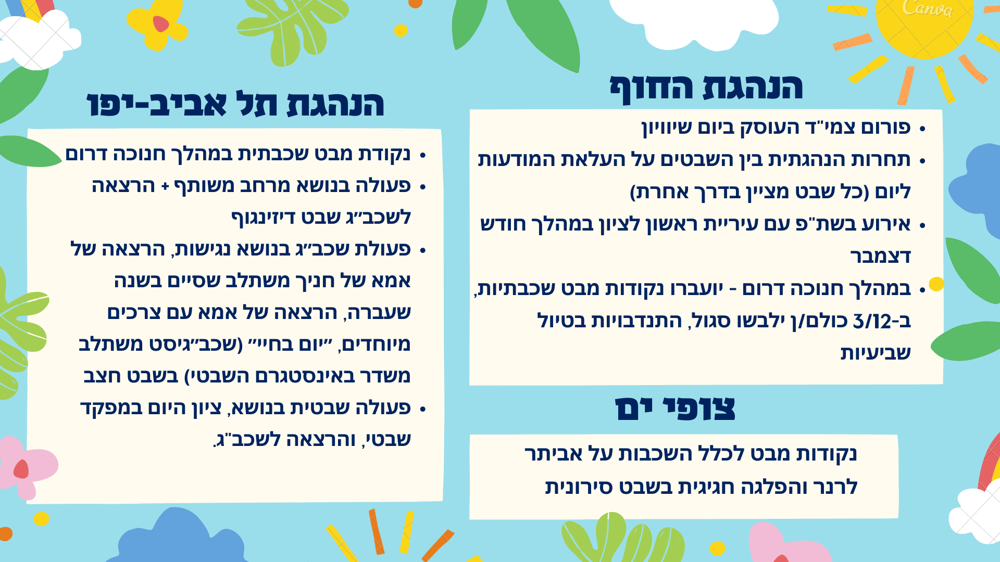 Canva
הנהגת החוף
• פורום צמי"ד העוסק ביום שיוויון
• תחרות הנהגתית בין השבטים על העלאת המודעות
ליום (כל שבט מציין בדרך אחרת)
• אירוע בשת"פ עם עיריית ראשון לציון במהלך חודש
דצמבר
• במהלך חנוכה דרום - יועברו נקודות מבט שכבתיות,
ב-3/12 כולם/ן ילבשו סגול, התנדבויות בטיול
שביעיות
צופי ים
נקודות מבט לכלל השכבות על אביתר
לרנר והפלגה חגיגית בשבט סירונית
הנהגת תל אביב-יפו
• נקודת מבט שכבתית במהלך חנוכה דרום
• פעולה בנושא מרחב משותף + הרצאה
לשכב״ג שבט דיזינגוף
• פעולת שכב״ג בנושא נגישות, הרצאה של
אמא של חניך משתלב שסיים בשנה
שעברה, הרצאה של אמא עם צרכים
מיוחדים, ״יום בחיי״ (שכב״גיסט משתלב
משדר באינסטגרם השבטי) בשבט חצב
• פעולה שבטית בנושא, ציון היום במפקד
שבטי, והרצאה לשכב"ג.